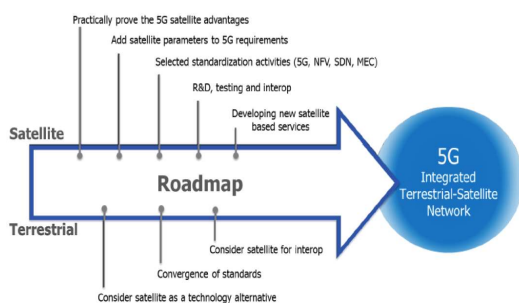 Practically prove the 5G satellite advantages
Add satellite parameters to 5G requirements
Selected standardization activities (5G, NFV, SDN, MEC)
R&D, testing and interop
Developing new satellite
based services
Satellite
Roadmap
Terrestrial
5G
Integrated
Terrestrial-Satellite
Network
Consider satellite for interop
Convergence of standards
Consider satellite as a technology alternative